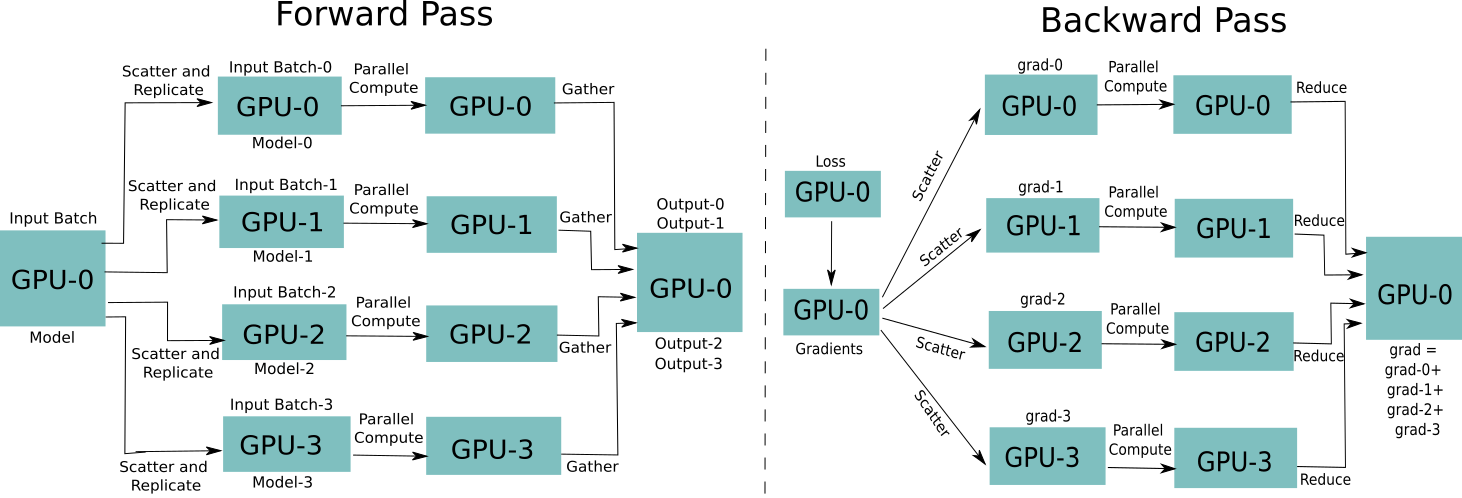 Forward Pass
Input Batch
GPU-0
Model
Scatter and
Replicate
Input Batch-0
GPU-0
Model-0
Parallel
Compute
GPU-0
Gather
Scatter and
Replicate
Input Batch-1
GPU-1
Model-1
Parallel
Compute
GPU-1
Gather
Scatter and
Replicate
Input Batch-2
GPU-2
Model-2
Parallel
Compute
GPU-2
Gather
Scatter and
Replicate
Input Batch-3
GPU-3
Model-3
Parallel
Compute
GPU-3
Gather
Output-0
Output-1
GPU-0
Output-2
Output-3
Backward Pass
Loss
GPU-0
GPU-0
Gradients
Scatter
grad-0
GPU-0
Parallel
Compute
GPU-0
Reduce
Scatter
grad-1
GPU-1
Parallel
Compute
GPU-1
Reduce
Scatter
grad-2
GPU-2
Parallel
Compute
GPU-2
Reduce
Scatter
grad-3
GPU-3
Parallel
Compute
GPU-3
Reduce
GPU-0
grad =
grad-0+
grad-1+
grad-2+
grad-3